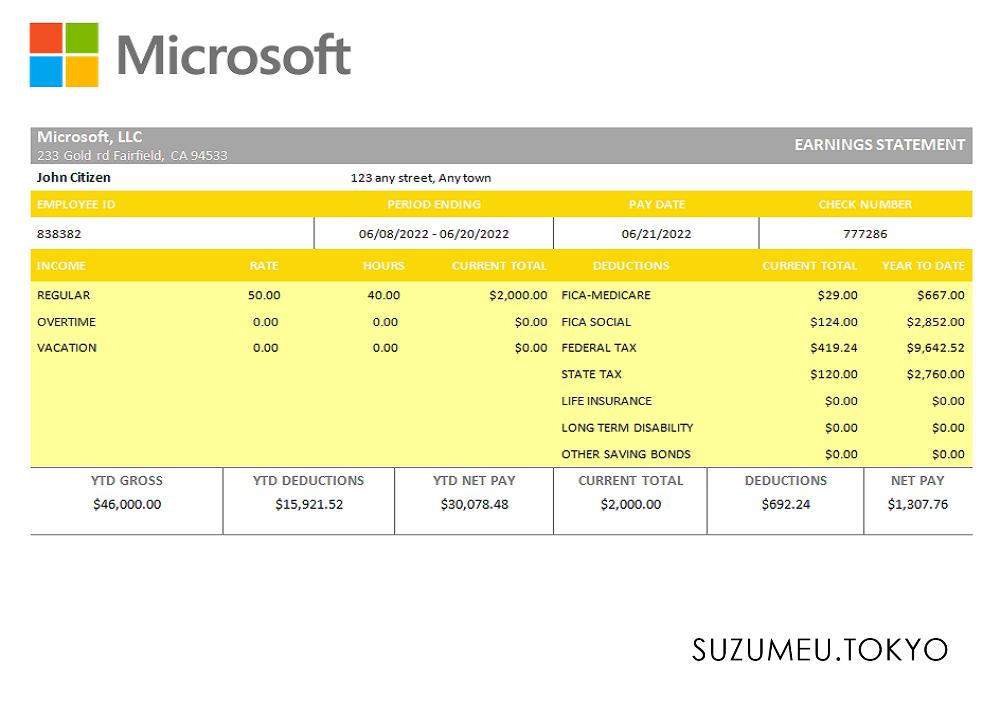 Microsoft
Microsoft, LLC
233 Gold rd Fairfield, CA 94533
EARNINGS STATEMENT
John Citizen 123 any street, Any town
EMPLOYEE ID PERIOD ENDING PAY DATE CHECK NUMBER
838382 06/08/2022 - 06/20/2022 06/21/2022 777286
INCOME RATE HOURS CURRENT TOTAL DEDUCTIONS CURRENT TOTAL YEAR TO DATE
REGULAR 50.00 40.00 $2,000.00 FICA-MEDICARE $29.00 $667.00
OVERTIME 0.00 0.00 $0.00 FICA SOCIAL $124.00 $2,852.00
VACATION 0.00 0.00 $0.00 FEDERAL TAX $419.24 $9,642.52
STATE TAX $120.00 $2,760.00
LIFE INSURANCE $0.00 $0.00
LONG TERM DISABILITY $0.00 $0.00
OTHER SAVING BONDS $0.00 $0.00
YTD GROSS YTD DEDUCTIONS YTD NET PAY CURRENT TOTAL DEDUCTIONS NET PAY
$46,000.00 $15,921.52 $30,078.48 $2,000.00 $692.24 $1,307.76
SUZUMEU.TOKYO